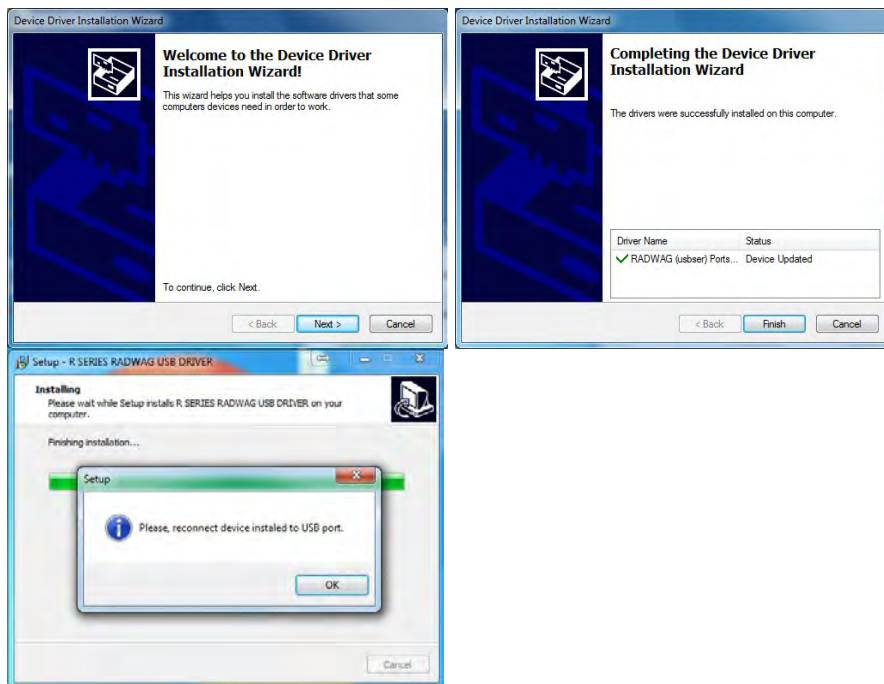 Device Driver Installation Wizard
Welcome to the Device Driver
Installation Wizard!
This wizard helps you install the software drivers that some
computers devices need in order to work.
To continue, click Next.
< Back
Next >
Cancel
Device Driver Installation Wizard
Completing the Device Driver
Installation Wizard
The drivers were successfully installed on this computer.
Driver Name Status
RADWAG (usbser) Ports... Device Updated
< Back
Finish
Cancel
Setup - R SERIES RADWAG USB DRIVER
Installing
Please wait while Setup installs R SERIES RADWAG USB DRIVER on your
computer.
Finishing installation...
Setup
Please, reconnect device instaled to USB port.
OK
Cancel